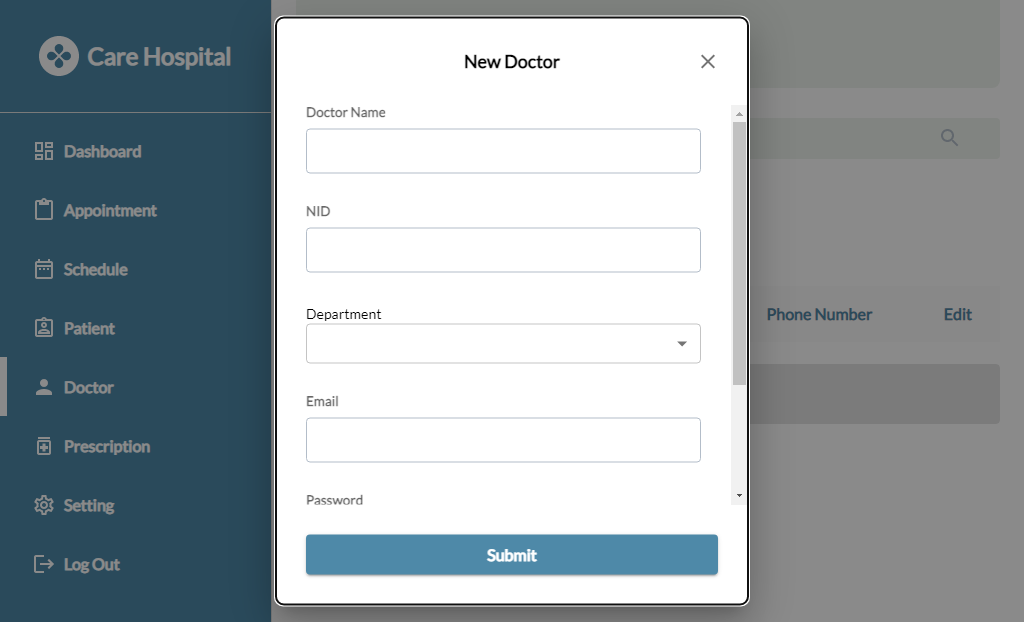 Care Hospital
Dashboard
Appointment
Schedule
Patient
Doctor
Prescription
Setting
Log Out
New Doctor
Doctor Name
NID
Department
Email
Password
Submit
Phone Number
Edit